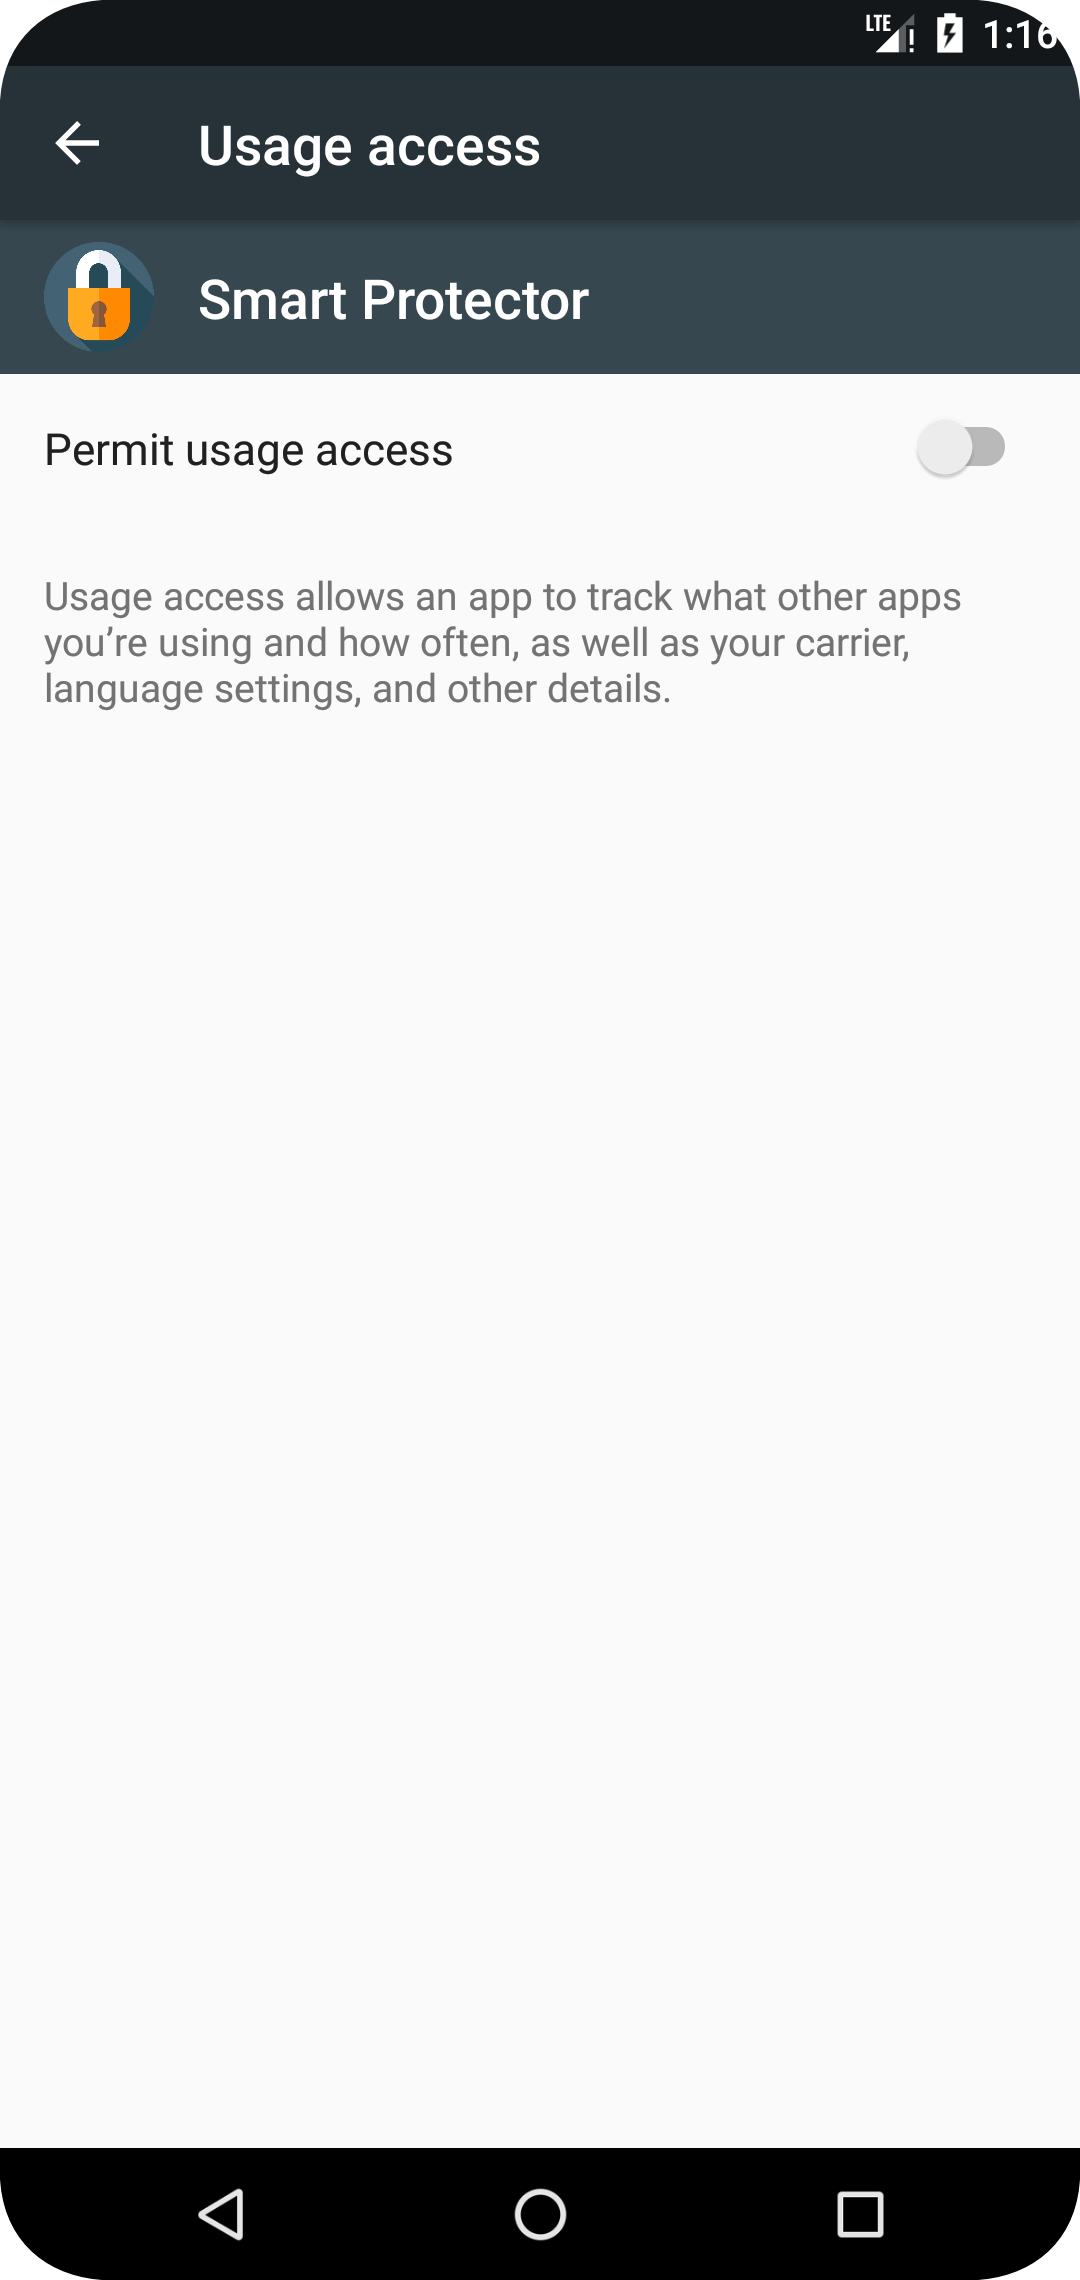 LTE 1:16
Usage access
Smart Protector
Permit usage access
Usage access allows an app to track what other apps
you’re using and how often, as well as your carrier,
language settings, and other details.